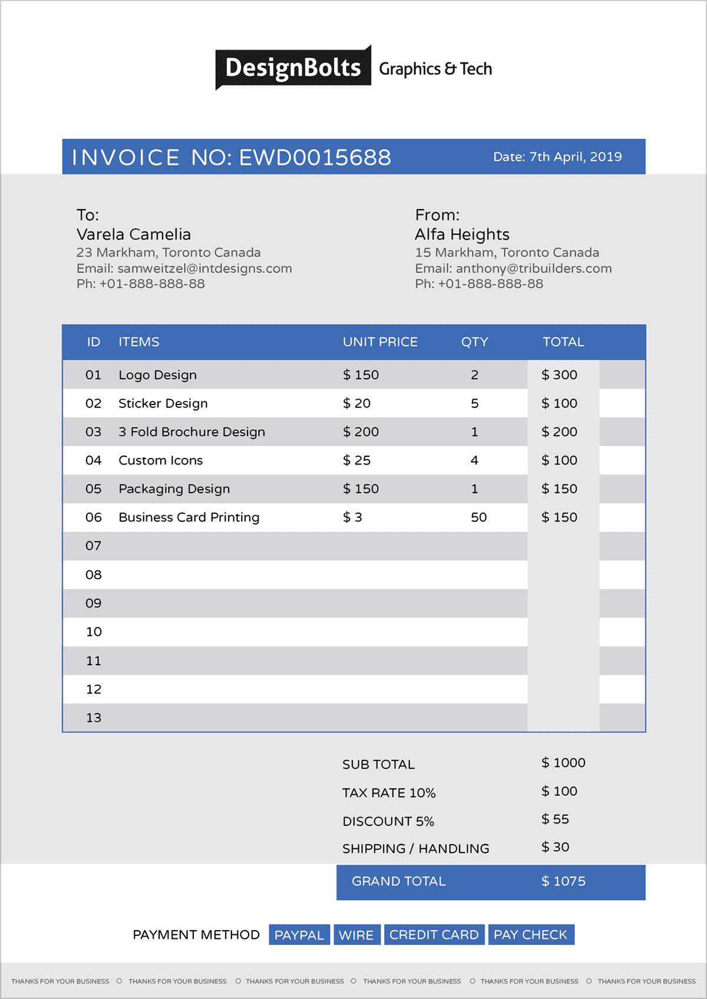 DesignBolts Graphics & Tech
INVOICE NO: EWD0015688 Date: 7th April, 2019
To:
Varela Camelia
23 Markham, Toronto Canada
Email: samweitzel@intdesigns.com
Ph: +01-888-888-88
From:
Alfa Heights
15 Markham, Toronto Canada
Email: anthony@tribuilders.com
Ph: +01-888-888-88
ID ITEMS UNIT PRICE QTY TOTAL
01 Logo Design $ 150 2 $ 300
02 Sticker Design $ 20 5 $ 100
03 3 Fold Brochure Design $ 200 1 $ 200
04 Custom Icons $ 25 4 $ 100
05 Packaging Design $ 150 1 $ 150
06 Business Card Printing $ 3 50 $ 150
07
08
09
10
11
12
13
SUB TOTAL $ 1000
TAX RATE 10% $ 100
DISCOUNT 5% $ 55
SHIPPING / HANDLING $ 30
GRAND TOTAL $ 1075
PAYMENT METHOD PAYPAL WIRE CREDIT CARD PAY CHECK
THANKS FOR YOUR BUSINESS O THANKS FOR YOUR BUSINESS O THANKS FOR YOUR BUSINESS O THANKS FOR YOUR BUSINESS O THANKS FOR YOUR BUSINESS O THANKS FOR YOUR BUSINESS